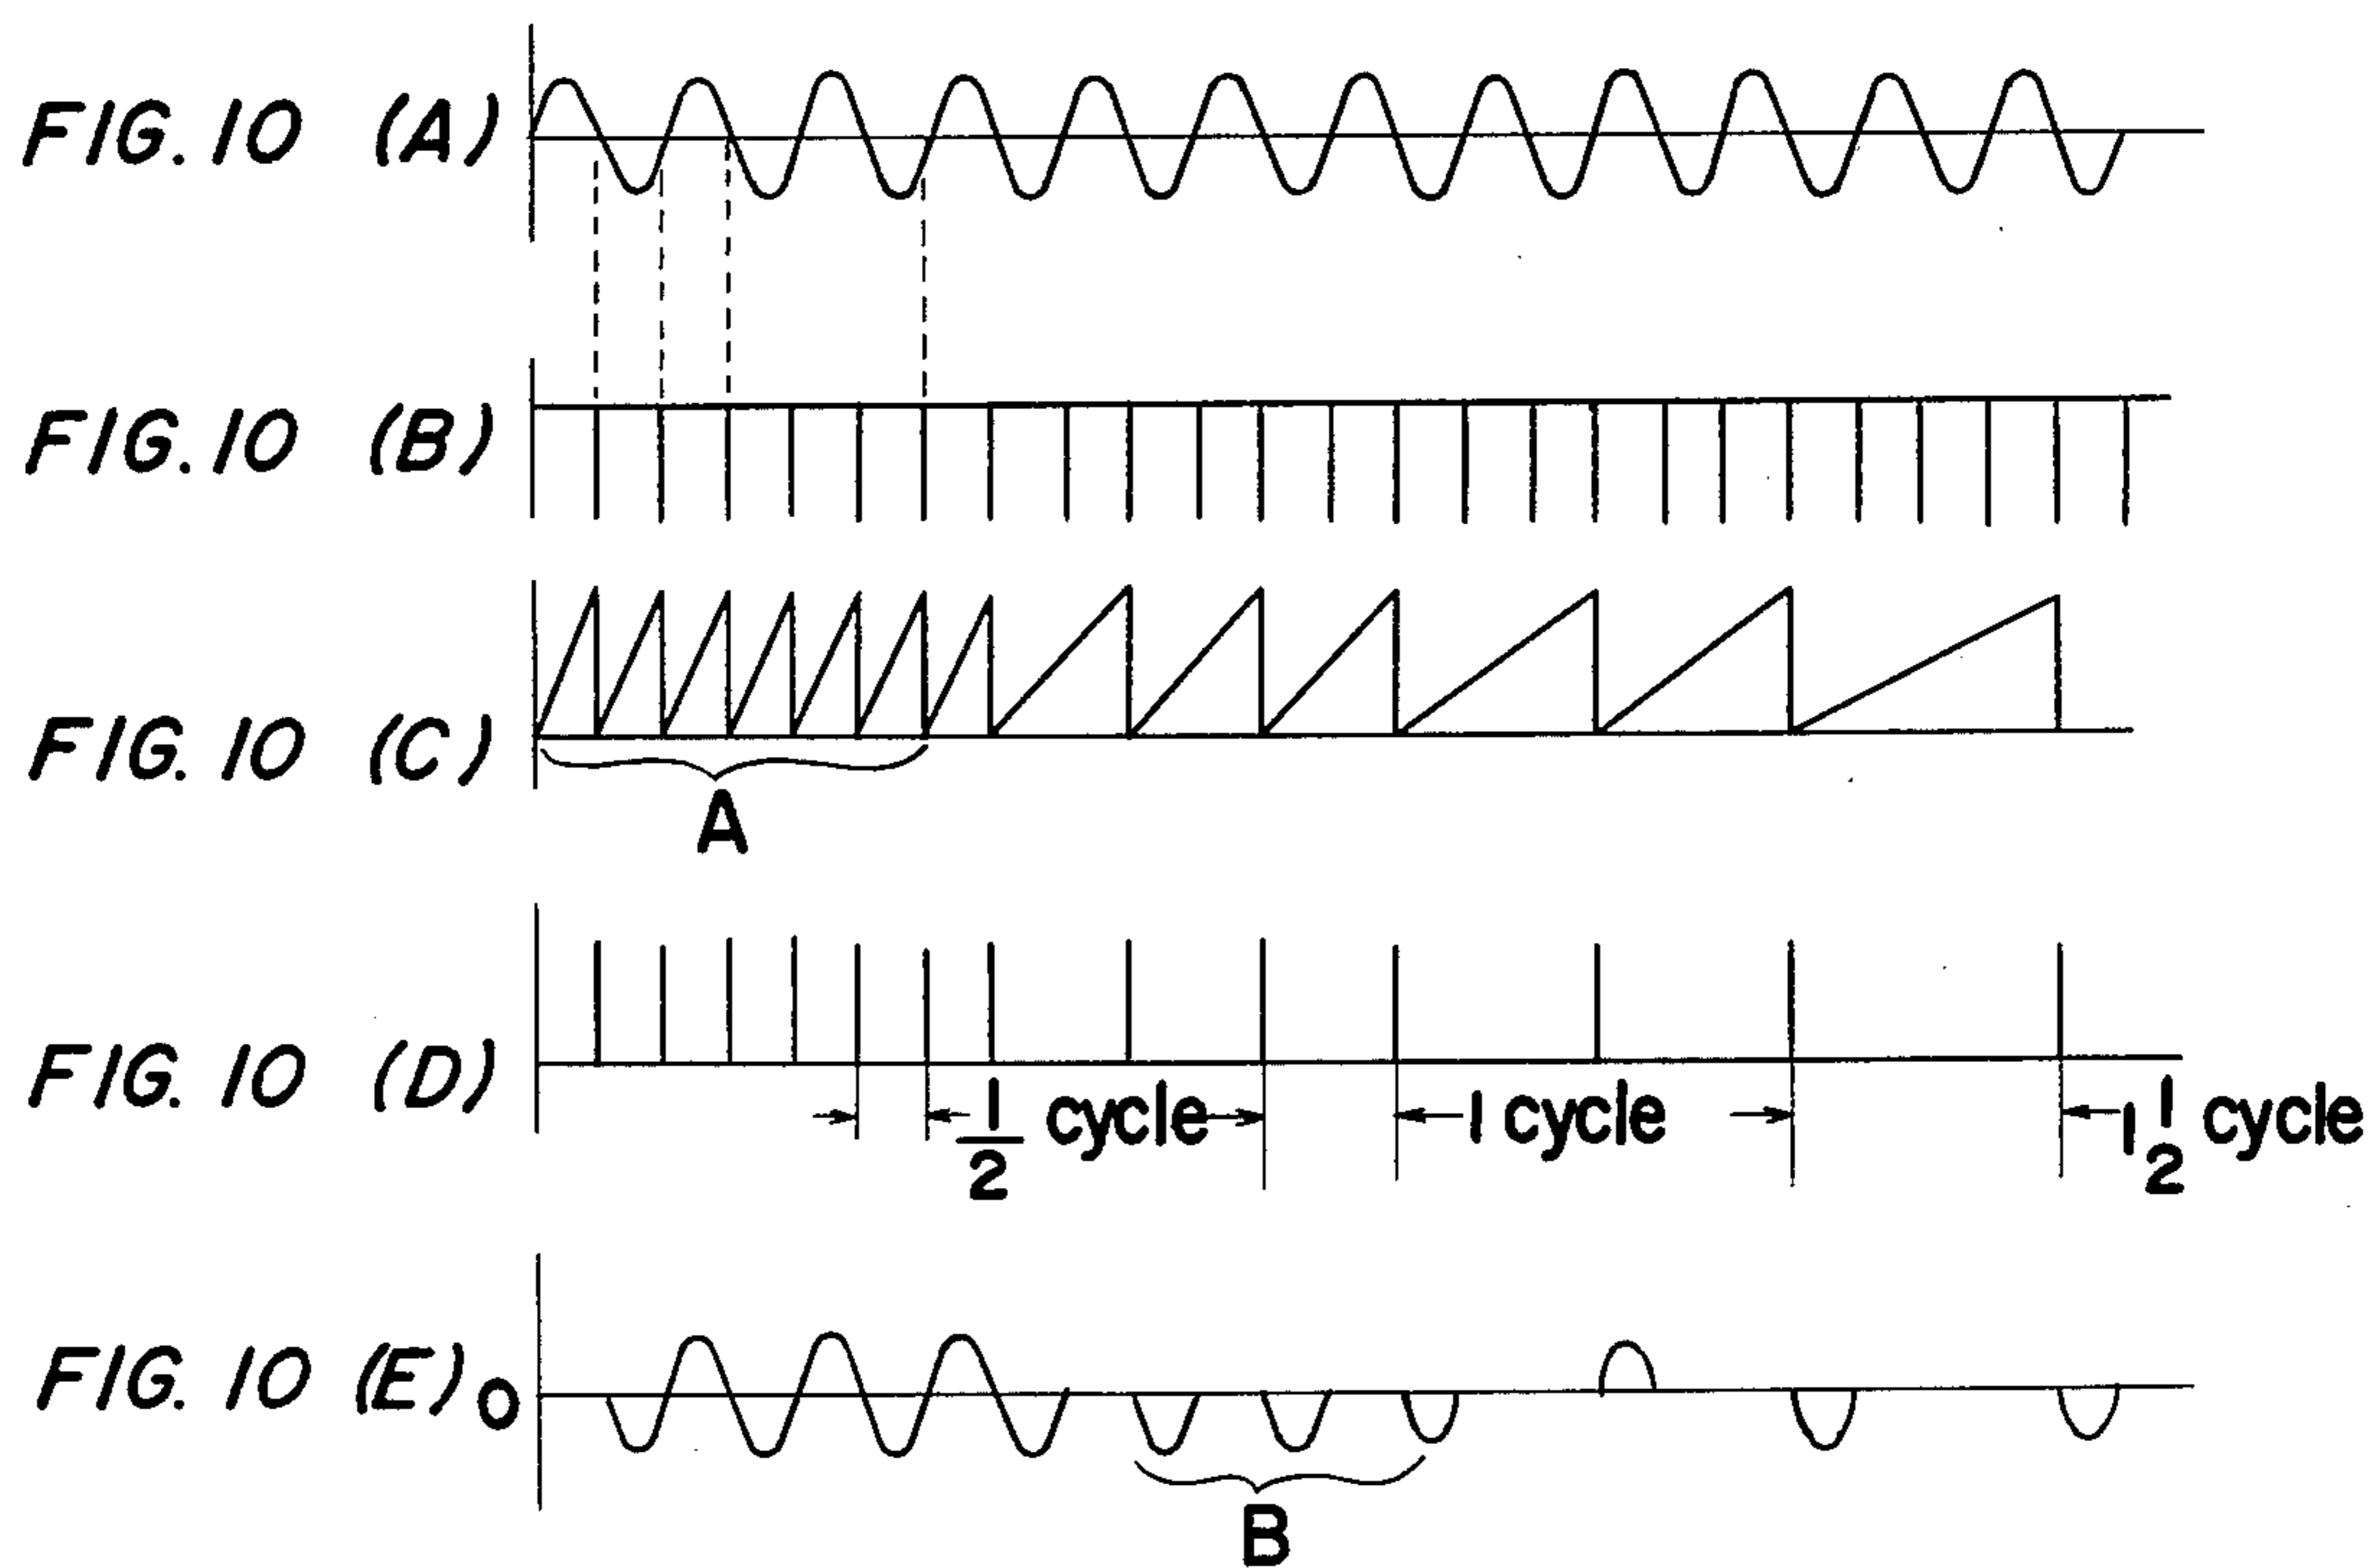 FIG. 10 (A)
FIG. 10 (B)
FIG. 10 (C)
A
FIG. 10 (D)
1/2 cycle
1 cycle
1 1/2 cycle
FIG. 10 (E)
0
B